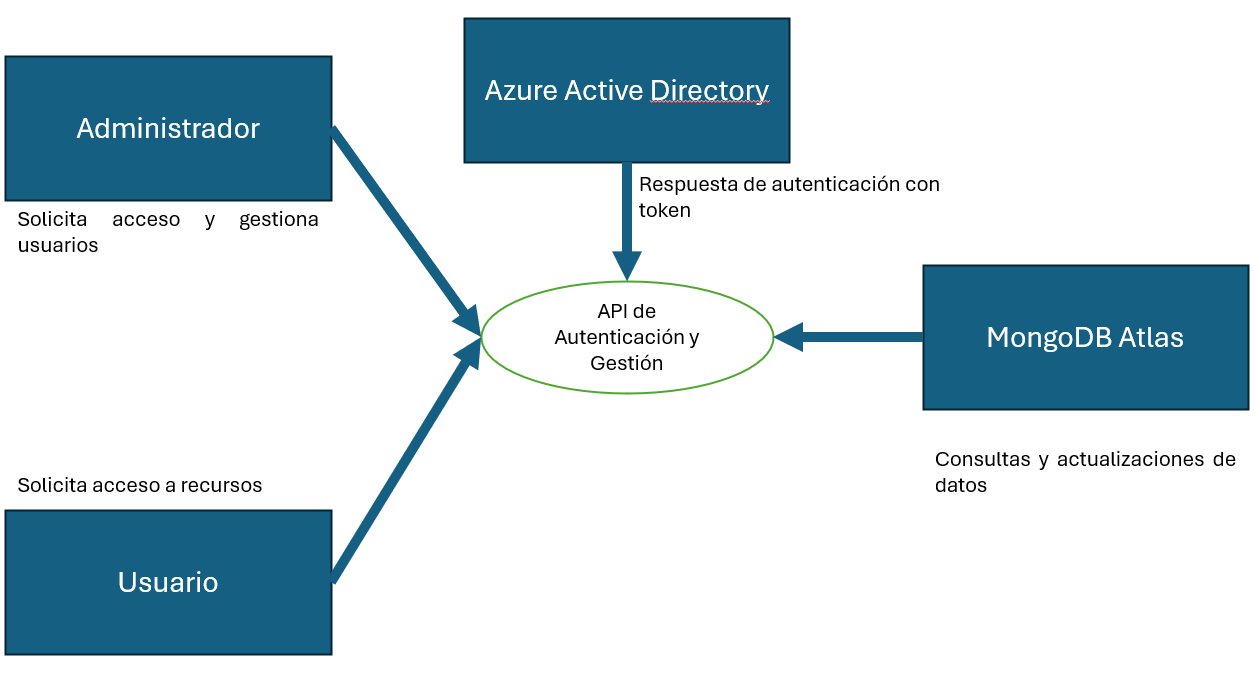 Azure Active Directory
Administrador
Respuesta de autenticación con
token
Solicita acceso y gestiona
usuarios
API de
Autenticación y
Gestión
MongoDB Atlas
Consultas y actualizaciones de
datos
Solicita acceso a recursos
Usuario